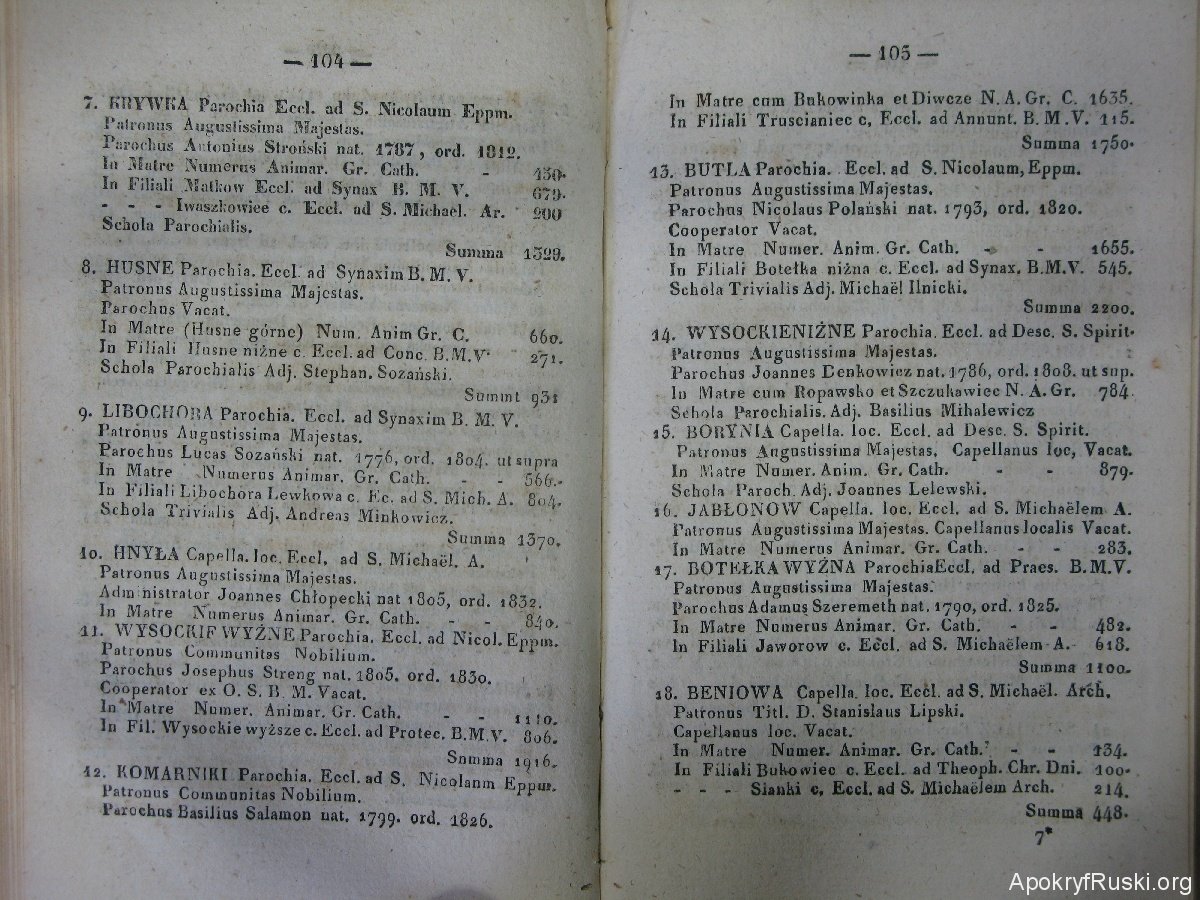 — 104 —
7. KRYWKA Parochia Eccl. ad S. Nicolaum Eppm.
Patronus Augustissima Majestas.
Parochus Antonius Stroński nat. 1787, ord. 1812.
In Matre Numerus Animar. Gr. Cath. - 450.
In Filiali Matkow Eccl. ad Synax B. M. V. 679.
- - - Iwaszkowiec c. Eccl. ad S. Michael. Ar. 200
Schola Parochialis.
Summa 1329.
8. HUSNE Parochia. Eccl. ad Synaxim B. M. V.
Patronus Augustissima Majestas.
Parochus Vacat.
In Matre (Husne górne) Num. Anim Gr. C. 660.
In Filiali Husne niżne c. Eccl. ad Conc. B.M.V. 271.
Schola Parochialis Adj. Stephan. Sozański.
Summt 931
9. LIBOCHORA Parochia. Eccl. ad Synaxim B. M. V.
Patronus Augustissima Majestas.
Parochus Lucas Sozański nat. 1776, ord. 1804. ut supra
In Matre Numerus Animar. Gr. Cath. - - 566.
In Filiali Libochora Lewkowa c. Ec. ad S. Mich. A. 804.
Schola Trivialis Adj. Andreas Minkowicz.
Summa 1370.
10. HNYŁA Capella. loc. Eccl. ad S. Michaël. A.
Patronus Augustissima Majestas.
Administrator Joannes Chłopecki nat 1805, ord. 1832.
In Matre Numerus Animar. Gr. Cath. - - 840.
11. WYSOCKIE WYŻNE Parochia. Eccl. ad Nicol. Eppm.
Patronus Communitas Nobilium.
Parochus Josephus Streng nat. 1805. ord. 1830.
Cooperator ex O. S. B. M. Vacat.
In Matre Numer. Animar. Gr. Cath. - - 1110.
In Fil. Wysockie wyższe c. Eccl. ad Protec. B.M.V. 806.
Summa 1916.
12. KOMARNIKI Parochia. Eccl. ad S. Nicolaum Eppm.
Patronus Communitas Nobilium.
Parochus Basilius Salamon nat. 1799. ord. 1826.
— 105 —
In Matre cum Bukowinka et Diwcze N. A. Gr. C. 1635.
In Filiali Truscianiec c, Eccl. ad Annunt. B. M. V. 115.
Summa 1750.
13. BUTLA Parochia. Eccl. ad S. Nicolaum, Eppm.
Patronus Augustissima Majestas.
Parochus Nicolaus Polański nat. 1793, ord. 1820.
Cooperator Vacat.
In Matre Numer. Anim. Gr. Cath. - - 1655.
In Filiali Botełka niżna c. Eccl. ad Synax. B.M.V. 545.
Schola Trivialis Adj. Michaël Ilnicki.
Summa 2200.
14. WYSOCKIENIŻNE Parochia. Eccl. ad Desc. S. Spirit.
Patronus Augustissima Majestas.
Parochus Joannes Denkowicz nat. 1786, ord. 1808. ut sup.
In Matre cum Ropawsko et Szczukawiec N. A. Gr. 784.
Schola Parochialis. Adj. Basilius Mihalewicz
15. BORYNIA Capella. loc. Eccl. ad Desc. S. Spirit.
Patronus Augustissima Majestas. Capellanus loc, Vacat.
In Matre Numer. Anim. Gr. Cath. - - 879.
Schola Paroch. Adj. Joannes Lelewski.
16. JABŁONOW Capella. loc. Eccl. ad S. Michaëlem A.
Patronus Augustissima Majestas. Capellanus localis Vacat.
In Matre Numerus Animar. Gr. Cath. - - 283.
17. BOTEŁKA WYŻNA Parochia Eccl. ad Praes. B.M.V.
Patronus Augustissima Majestas.
Parochus Adamus Szeremeth nat. 1790, ord. 1825.
In Matre Numerus Animar. Gr. Cath. - - 482.
In Filiali Jaworow c. Eccl. ad S. Michaëlem A. - 618.
Summa 1100.
18. BENIOWA Capella. loc. Eccl. ad S. Michaël. Arch.
Patronus Titl. D. Stanislaus Lipski.
Capellanus loc. Vacat.
In Matre Numer. Animar. Gr. Cath. - - 134.
In Filiali Bukowiec c. Eccl. ad Theoph. Chr. Dni. 100.
- - - Sianki c, Eccl. ad S. Michaëlem Arch. 214.
Summa 448.
7*
ApokryfRuski.org